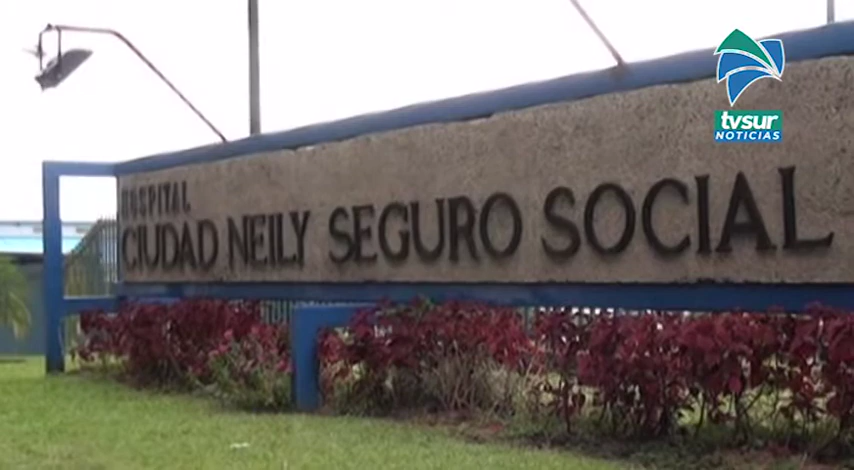 tvsur
NOTICIAS
HOSPITAL
CIUDAD NEILY SEGURO SOCIAL